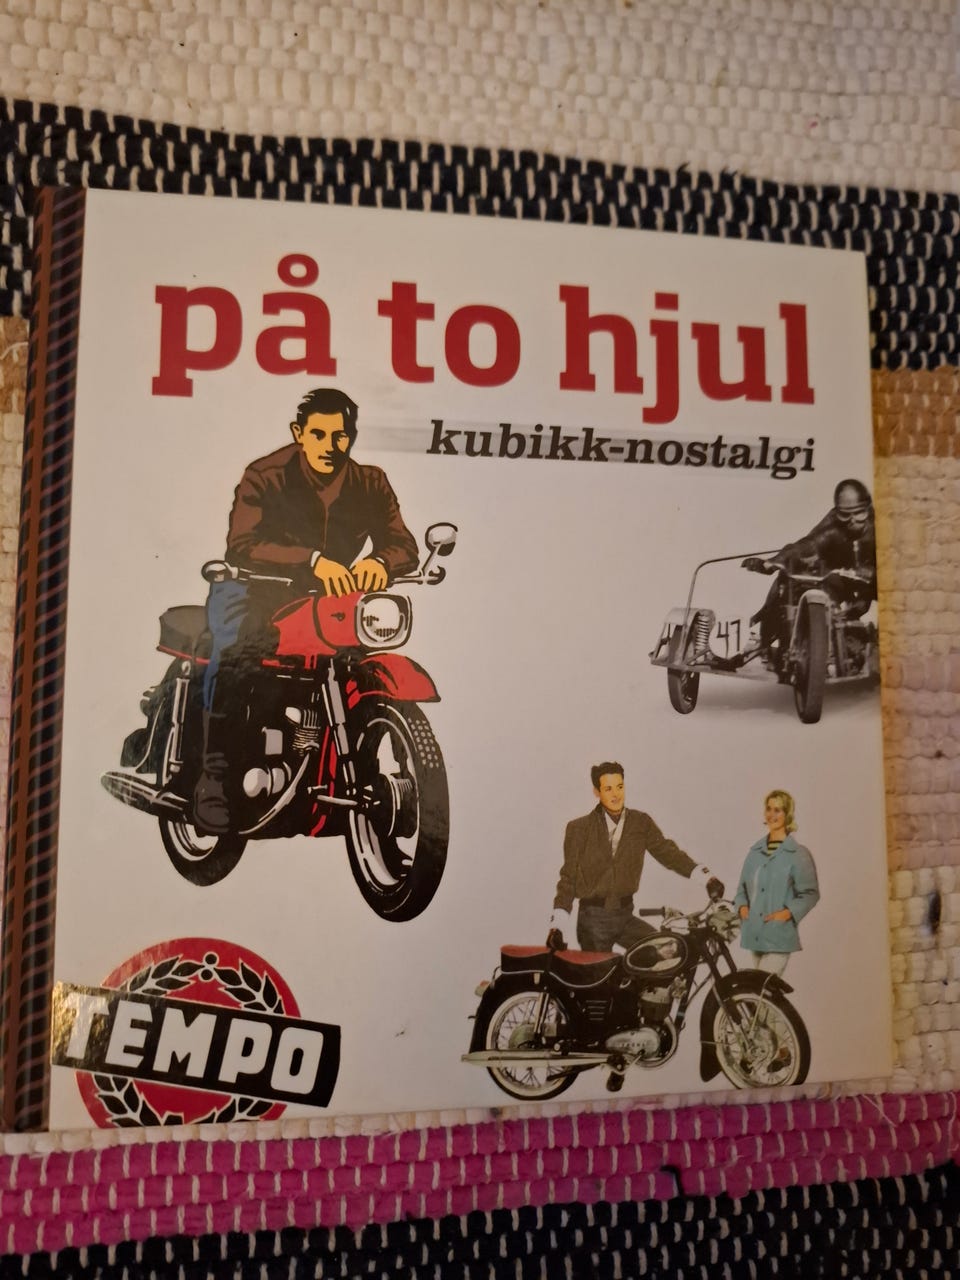 på to hjul
kubikk-nostalgi
47
TEMPO